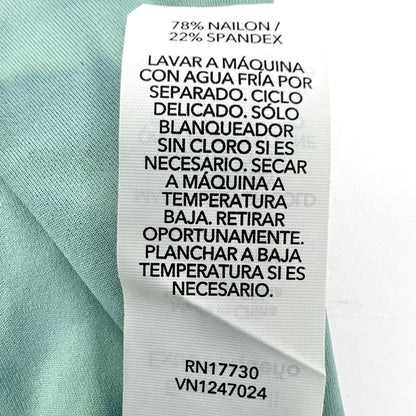 78% NAILON /
22% SPANDEX
LAVAR A MÁQUINA
CON AGUA FRÍA POR
SEPARADO. CICLO
DELICADO. SÓLO
BLANQUEADOR
SIN CLORO SI ES
NECESARIO. SECAR
A MÁQUINA A
TEMPERATURA
BAJA. RETIRAR
OPORTUNAMENTE.
PLANCHAR A BAJA
TEMPERATURA SI ES
NECESARIO.
RN17730
VN1247024